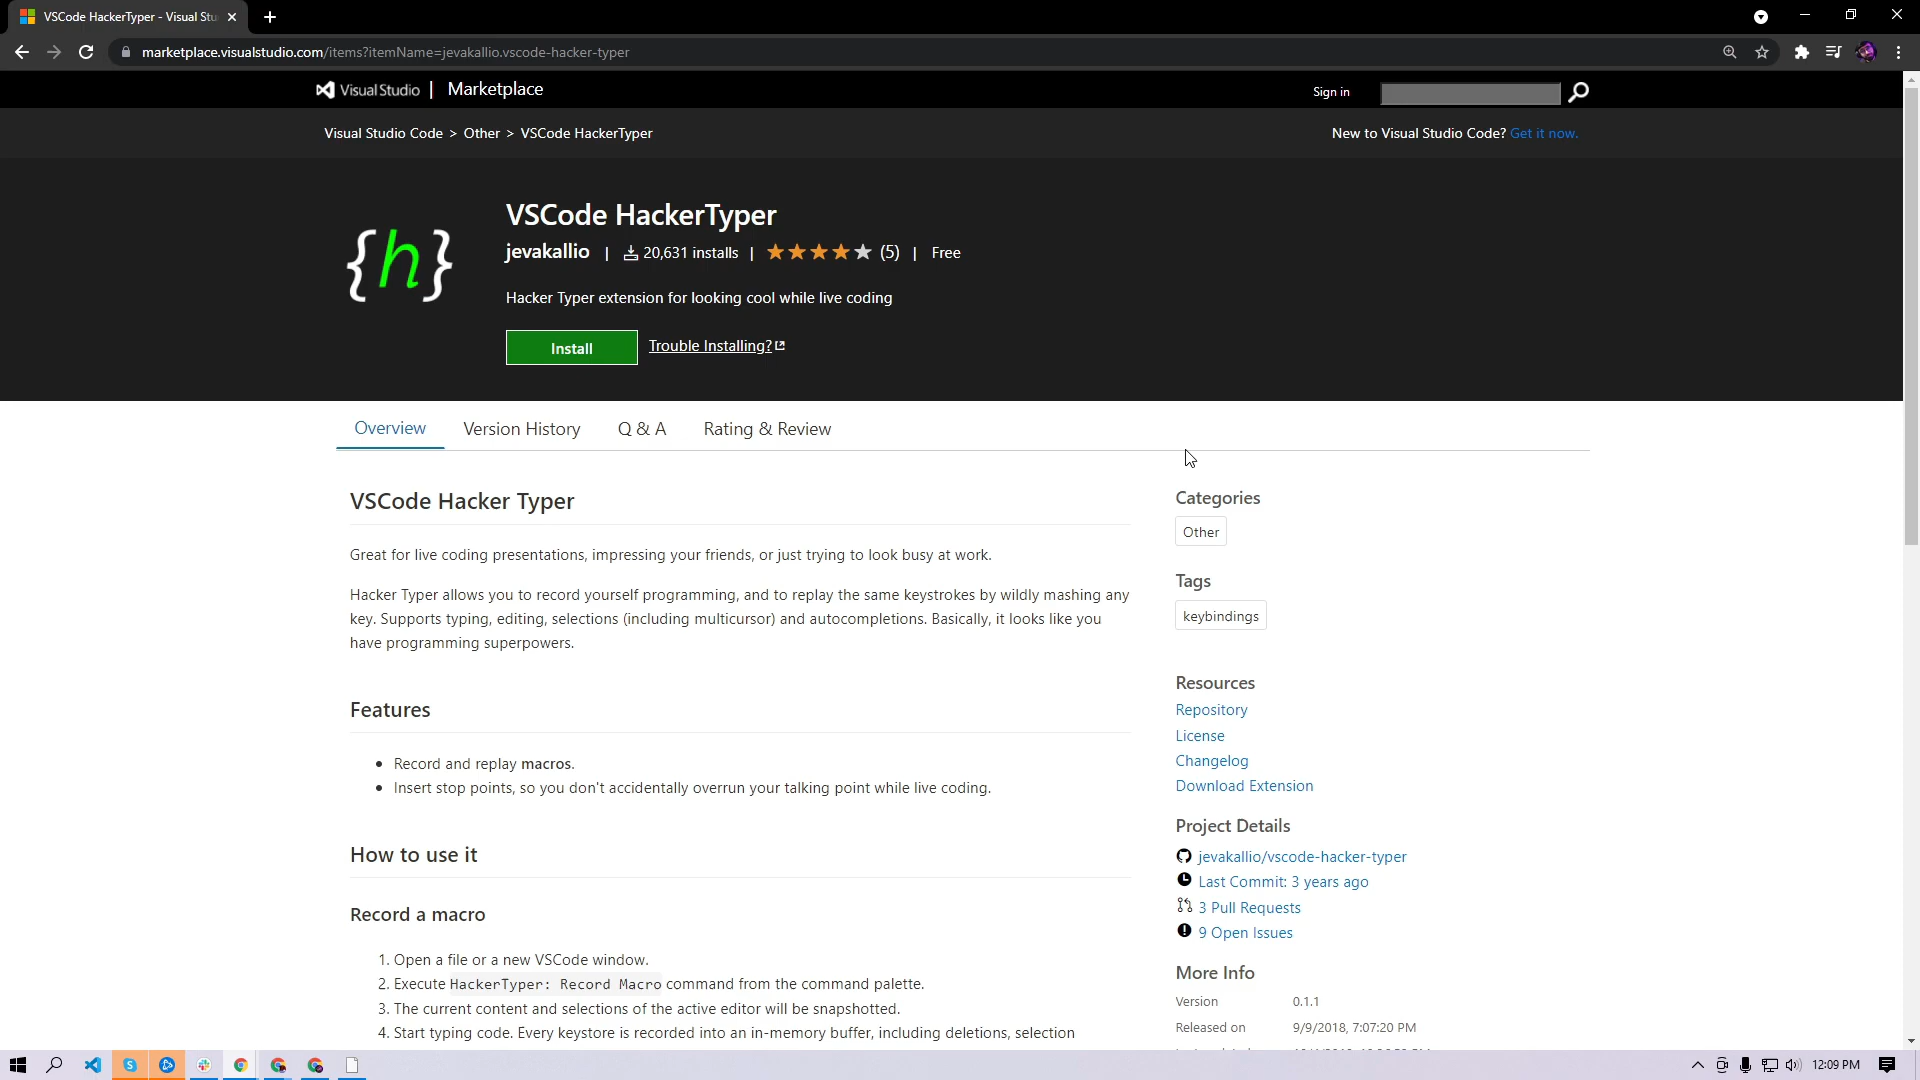 VSCode HackerTyper - Visual Stu
marketplace.visualstudio.com/items?itemName=jevakallio.vscode-hacker-typer
Visual Studio | Marketplace
Sign in
Visual Studio Code > Other > VSCode HackerTyper
New to Visual Studio Code? Get it now.
{h}
VSCode HackerTyper
jevakallio | 20,631 installs | (5) | Free
Hacker Typer extension for looking cool while live coding
Install
Trouble Installing?
Overview
Version History
Q & A
Rating & Review
VSCode Hacker Typer
Great for live coding presentations, impressing your friends, or just trying to look busy at work.
Hacker Typer allows you to record yourself programming, and to replay the same keystrokes by wildly mashing any
key. Supports typing, editing, selections (including multicursor) and autocompletions. Basically, it looks like you
have programming superpowers.
Features
• Record and replay macros.
• Insert stop points, so you don't accidentally overrun your talking point while live coding.
How to use it
Record a macro
1. Open a file or a new VSCode window.
2. Execute HackerTyper: Record Macro command from the command palette.
3. The current content and selections of the active editor will be snapshotted.
4. Start typing code. Every keystore is recorded into an in-memory buffer, including deletions, selection
Categories
Other
Tags
keybindings
Resources
Repository
License
Changelog
Download Extension
Project Details
jevakallio/vscode-hacker-typer
Last Commit: 3 years ago
3 Pull Requests
9 Open Issues
More Info
Version 0.1.1
Released on 9/9/2018, 7:07:20 PM
12:09 PM